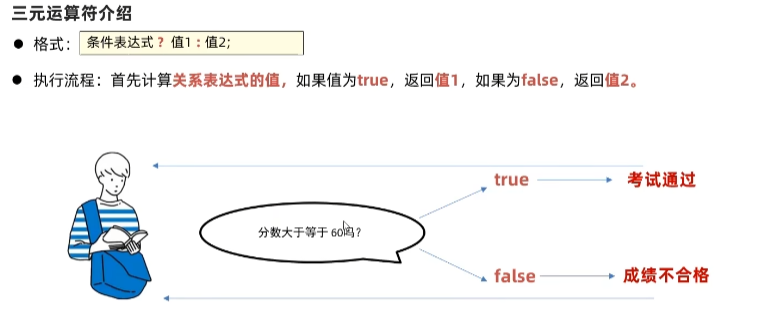 三元运算符介绍
● 格式： 条件表达式 ? 值1 : 值2;
● 执行流程：首先计算关系表达式的值，如果值为true，返回值1，如果为false，返回值2。
true 考试通过
分数大于等于 60吗?
false 成绩不合格